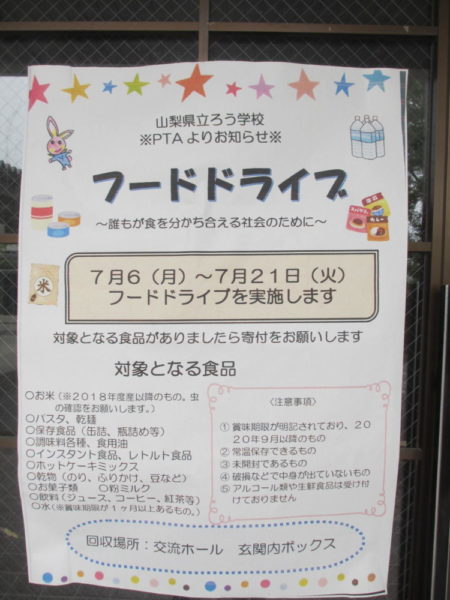 山梨県立ろう学校
※PTAよりお知らせ※
フードドライブ
～誰もが食を分かち合える社会のために～
米
7月6（月）～7月21日（火）
フードドライブを実施します
対象となる食品がありましたら寄付をお願いします
対象となる食品
○お米（※2018年度産以降のもの。虫
の確認をお願いします。）
○パスタ、乾麺
○保存食品（缶詰、瓶詰め等）
○調味料各種、食用油
○インスタント食品、レトルト食品
○ホットケーキミックス
○乾物（のり、ふりかけ、豆など）
○お菓子類　○粉ミルク
○飲料（ジュース、コーヒー、紅茶等）
○水（※賞味期限が1ヶ月以上あるもの。）
〈注意事項〉
① 賞味期限が明記されており、20
20年9月以降のもの
② 常温保存できるもの
③ 未開封であるもの
④ 破損などで中身が出ていないもの
⑤ アルコール類や生鮮食品は受け付
けておりません
回収場所：交流ホール　玄関内ボックス